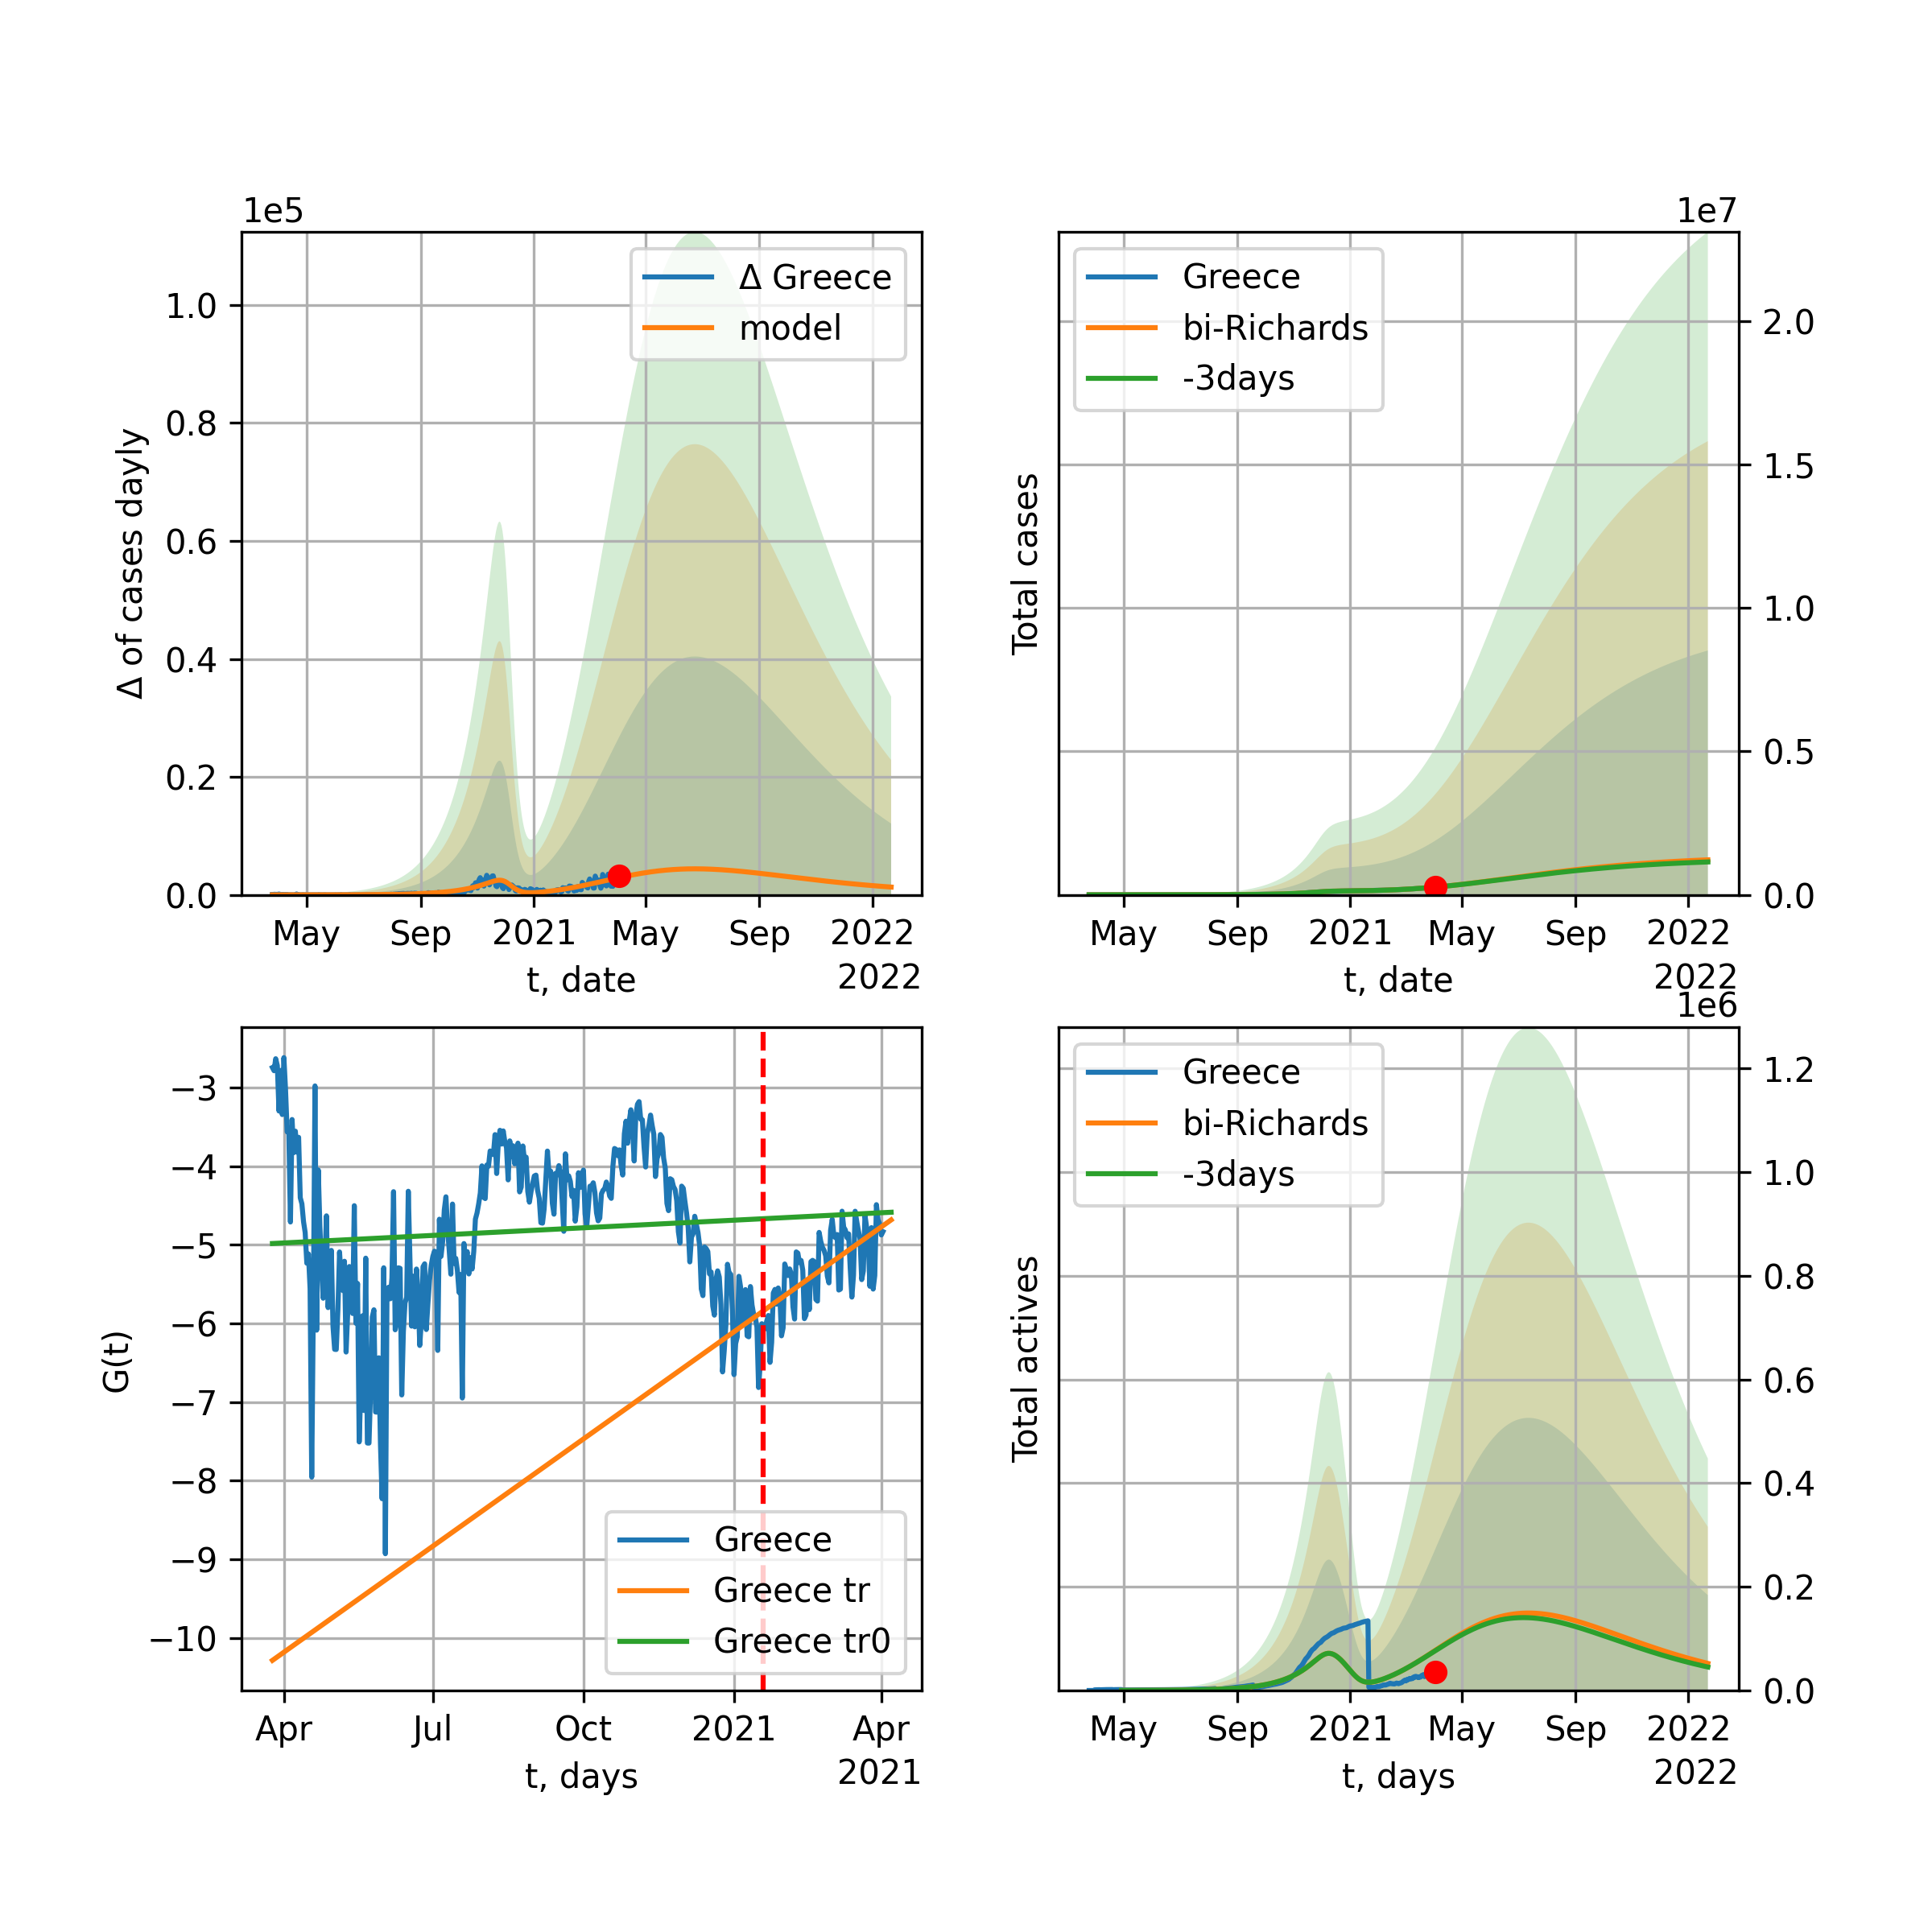 1e5
Δ of cases dayly
1.0
0.8
0.6
0.4
0.2
0.0
Δ Greece
model
May Sep 2021 May Sep 2022
t, date
2022
1e7
Total cases
Greece
bi-Richards
-3days
2.0
1.5
1.0
0.5
0.0
May Sep 2021 May Sep 2022
t, date
2022
G(t)
−3
−4
−5
−6
−7
−8
−9
−10
Greece
Greece tr
Greece tr0
Apr Jul Oct 2021 Apr
t, days
2021
1e6
Total actives
Greece
bi-Richards
-3days
1.2
1.0
0.8
0.6
0.4
0.2
0.0
May Sep 2021 May Sep 2022
t, days
2022